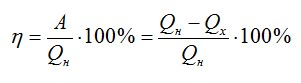 η = A/Qн · 100% = (Qн − Qх)/Qн · 100%